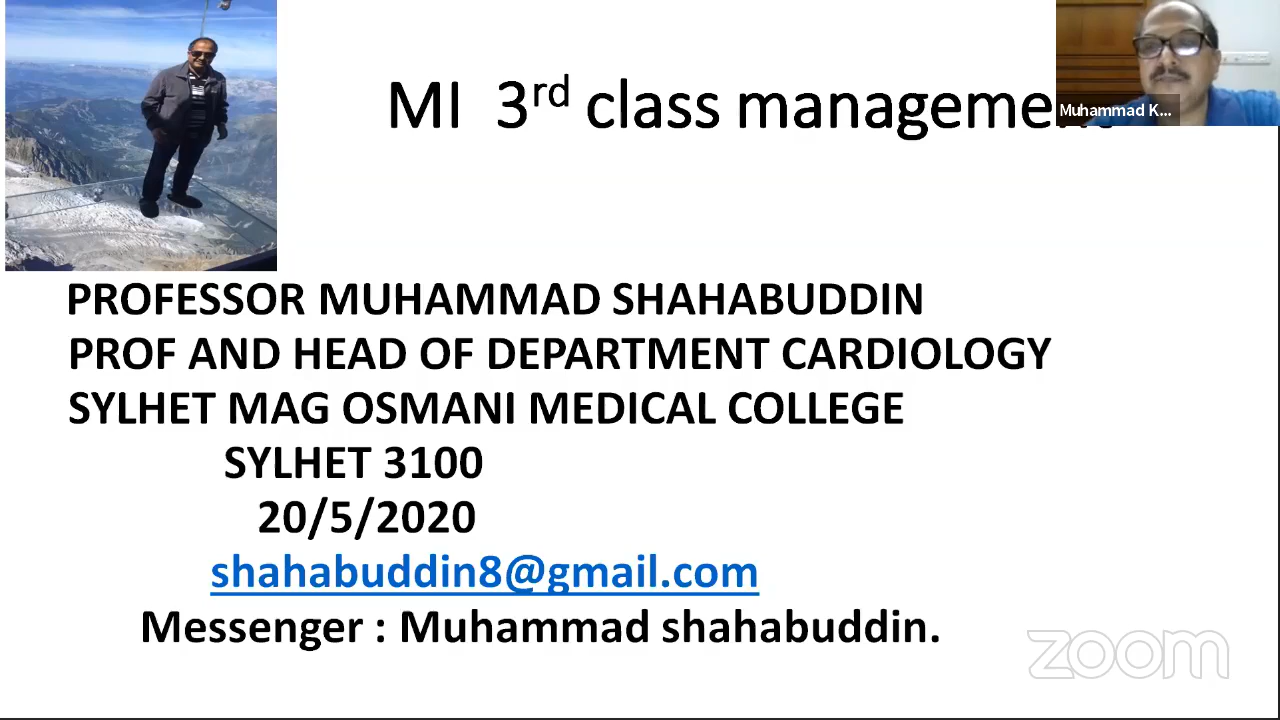 MI 3rd class management
Muhammad K...
PROFESSOR MUHAMMAD SHAHABUDDIN
PROF AND HEAD OF DEPARTMENT CARDIOLOGY
SYLHET MAG OSMANI MEDICAL COLLEGE
SYLHET 3100
20/5/2020
shahabuddin8@gmail.com
Messenger : Muhammad shahabuddin.
zoom